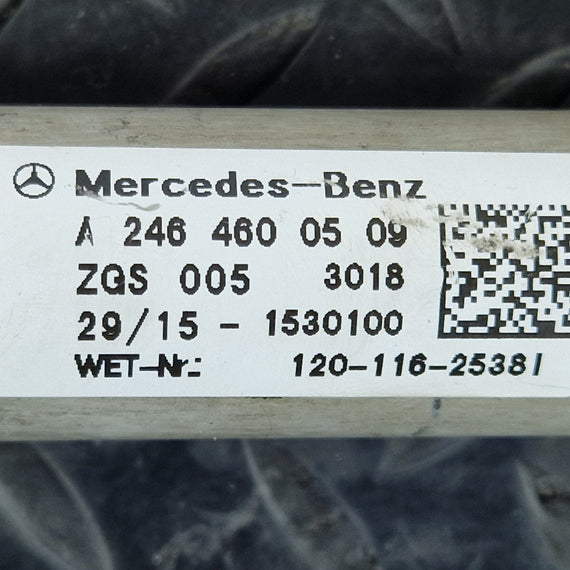 Mercedes-Benz
A 246 460 05 09
ZGS 005 3018
29/15 - 1530100
WET-Nr.: 120-116-2538I